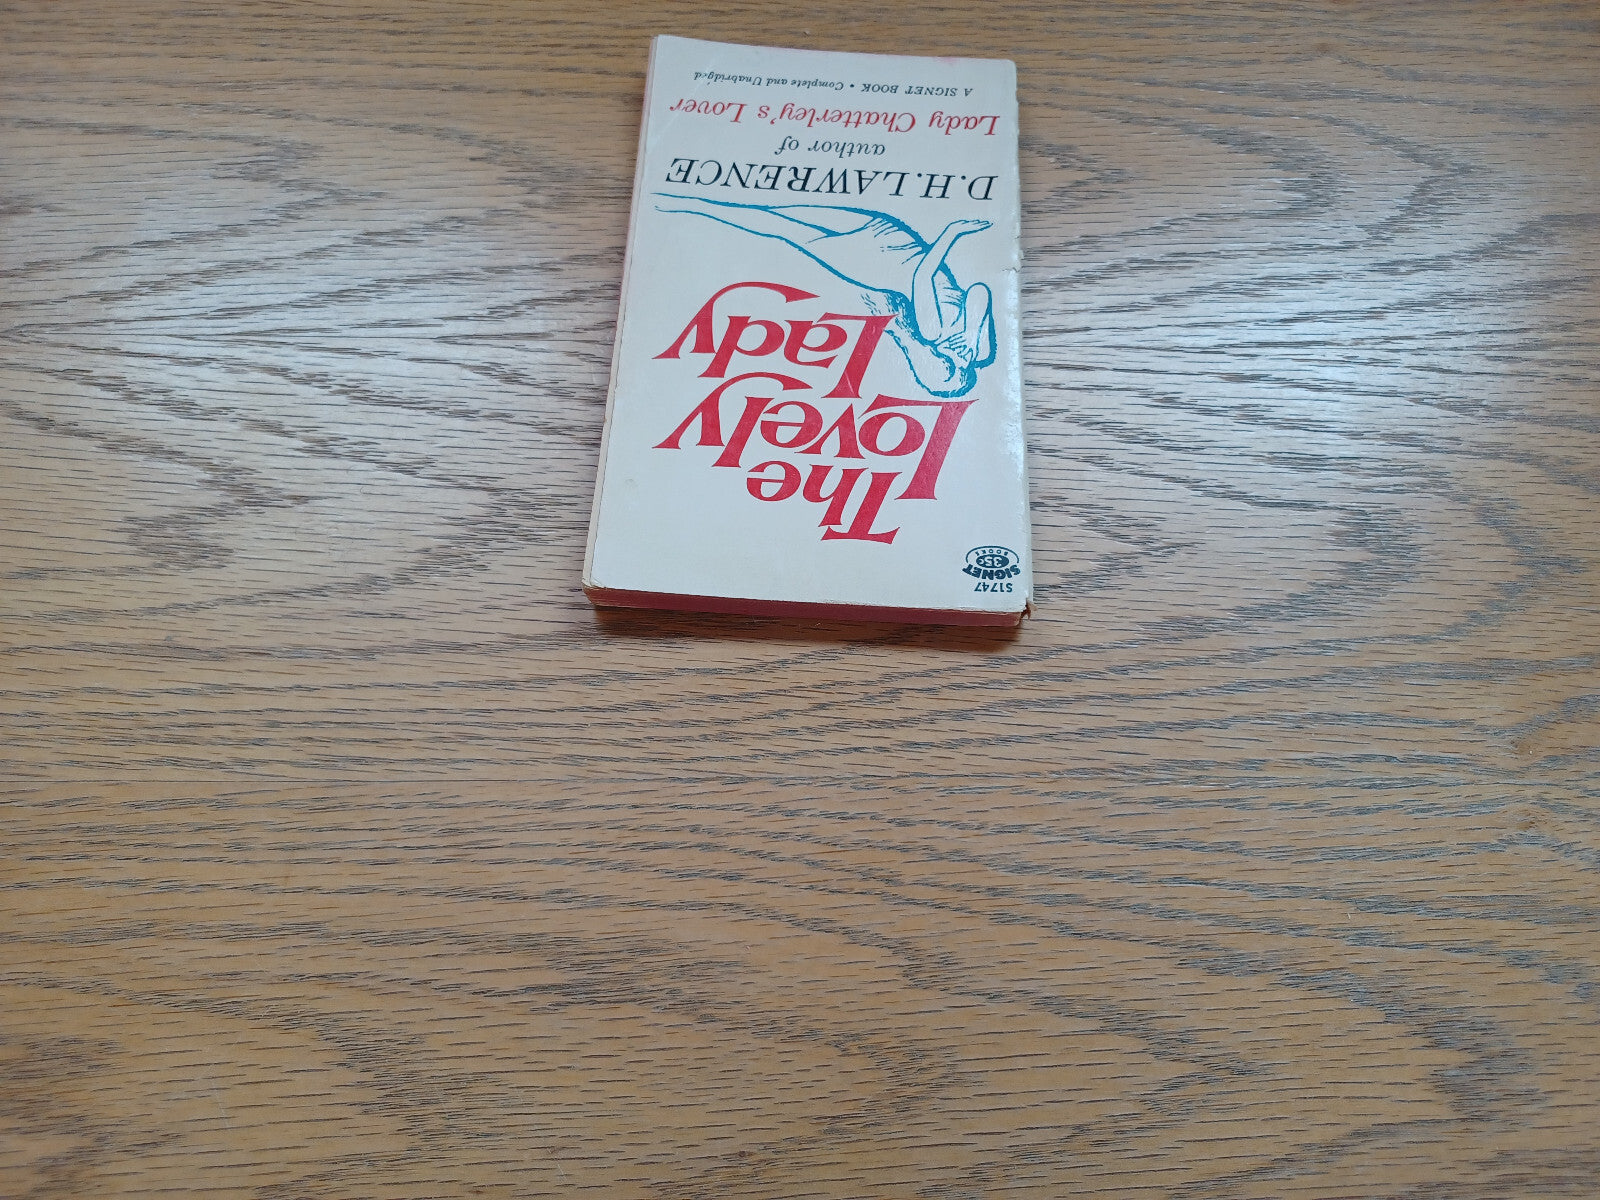 S1747
SIGNET
35¢
BOOKS
The
Lovely
Lady
D.H. LAWRENCE
author of
Lady Chatterley's Lover
A SIGNET BOOK • Complete and Unabridged